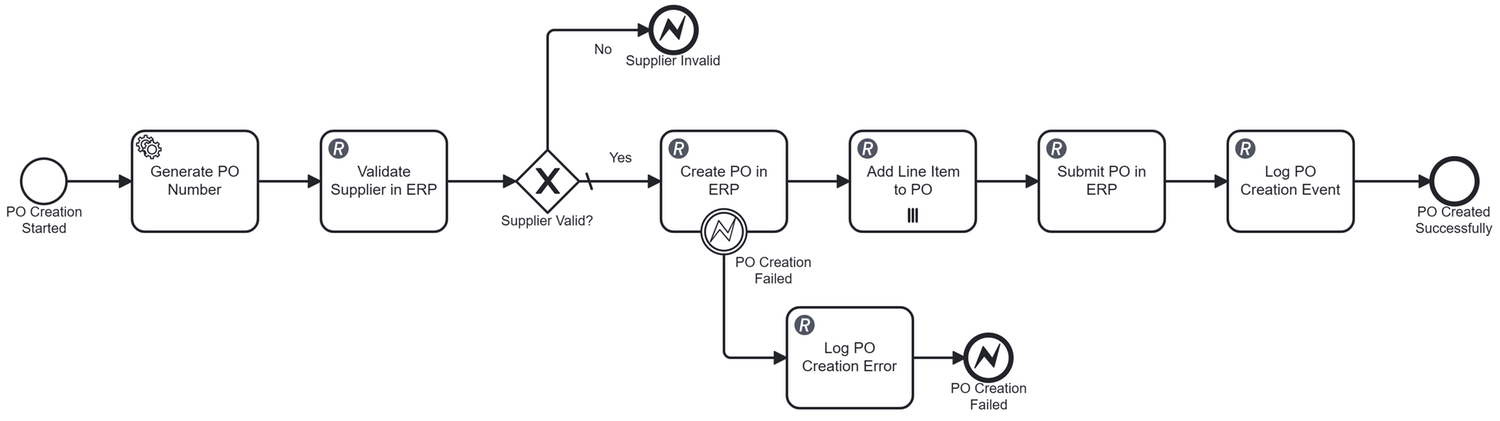 No
Supplier Invalid
PO Creation
Started
Generate PO
Number
R
Validate
Supplier in ERP
X
Supplier Valid?
Yes
R
Create PO in
ERP
PO Creation
Failed
R
Add Line Item
to PO
R
Submit PO in
ERP
R
Log PO
Creation Event
PO Created
Successfully
R
Log PO
Creation Error
PO Creation
Failed